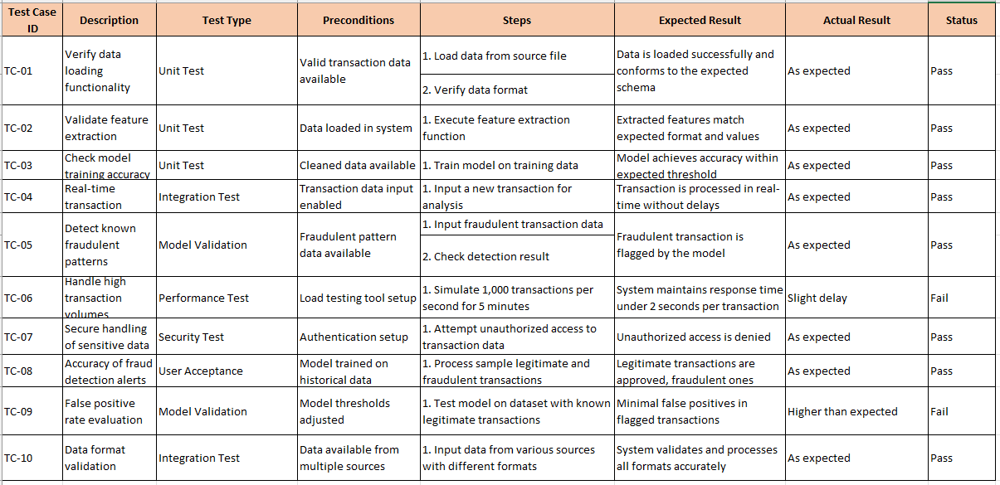 Test Case ID Description Test Type Preconditions Steps Expected Result Actual Result Status
TC-01
Verify data
loading
functionality
Unit Test
Valid transaction data
available
1. Load data from source file
2. Verify data format
Data is loaded successfully and
conforms to the expected
schema
As expected
Pass
TC-02
Validate feature
extraction
Unit Test
Data loaded in system
1. Execute feature extraction
function
Extracted features match
expected format and values
As expected
Pass
TC-03
Check model
training accuracy
Unit Test
Cleaned data available
1. Train model on training data
Model achieves accuracy within
expected threshold
As expected
Pass
TC-04
Real-time
transaction
Integration Test
Transaction data input
enabled
1. Input a new transaction for
analysis
Transaction is processed in real-
time without delays
As expected
Pass
TC-05
Detect known
fraudulent
patterns
Model Validation
Fraudulent pattern
data available
1. Input fraudulent transaction data
2. Check detection result
Fraudulent transaction is
flagged by the model
As expected
Pass
TC-06
Handle high
transaction
volumes
Performance Test
Load testing tool setup
1. Simulate 1,000 transactions per
second for 5 minutes
System maintains response time
under 2 seconds per transaction
Slight delay
Fail
TC-07
Secure handling
of sensitive data
Security Test
Authentication setup
1. Attempt unauthorized access to
transaction data
Unauthorized access is denied
As expected
Pass
TC-08
Accuracy of fraud
detection alerts
User Acceptance
Model trained on
historical data
1. Process sample legitimate and
fraudulent transactions
Legitimate transactions are
approved, fraudulent ones
As expected
Pass
TC-09
False positive
rate evaluation
Model Validation
Model thresholds
adjusted
1. Test model on dataset with known
legitimate transactions
Minimal false positives in
flagged transactions
Higher than expected
Fail
TC-10
Data format
validation
Integration Test
Data available from
multiple sources
1. Input data from various sources
with different formats
System validates and processes
all formats accurately
As expected
Pass